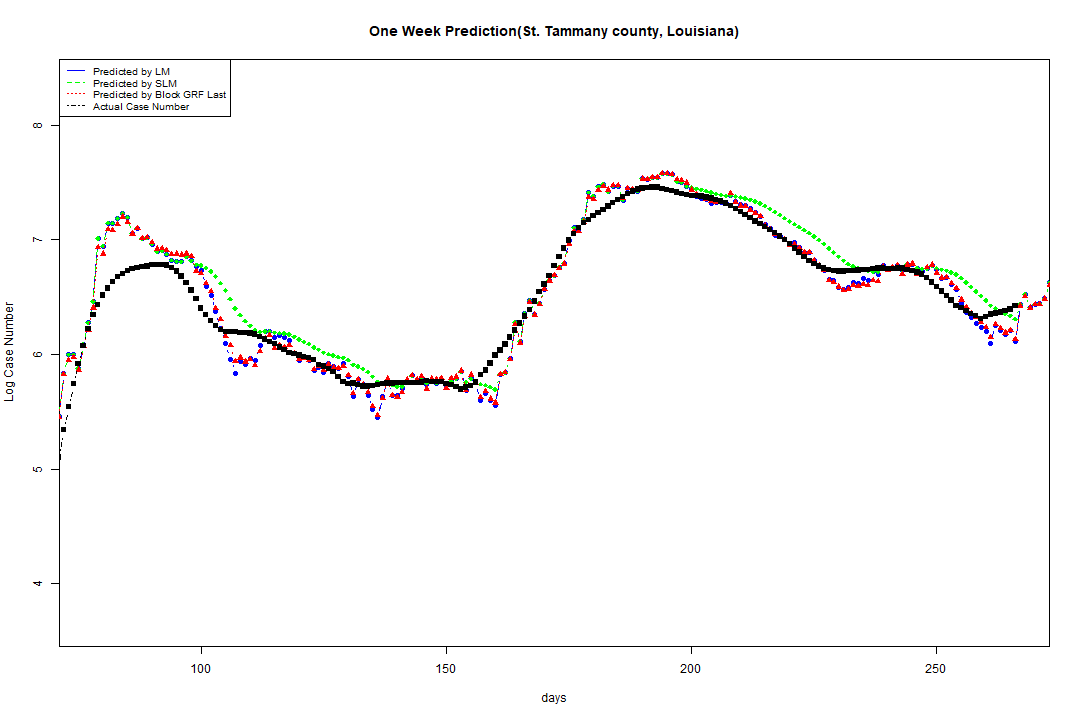 One Week Prediction(St. Tammany county, Louisiana)
Predicted by LM
Predicted by SLM
Predicted by Block GRF Last
Actual Case Number
8
7
6
5
4
Log Case Number
100 150 200 250
days